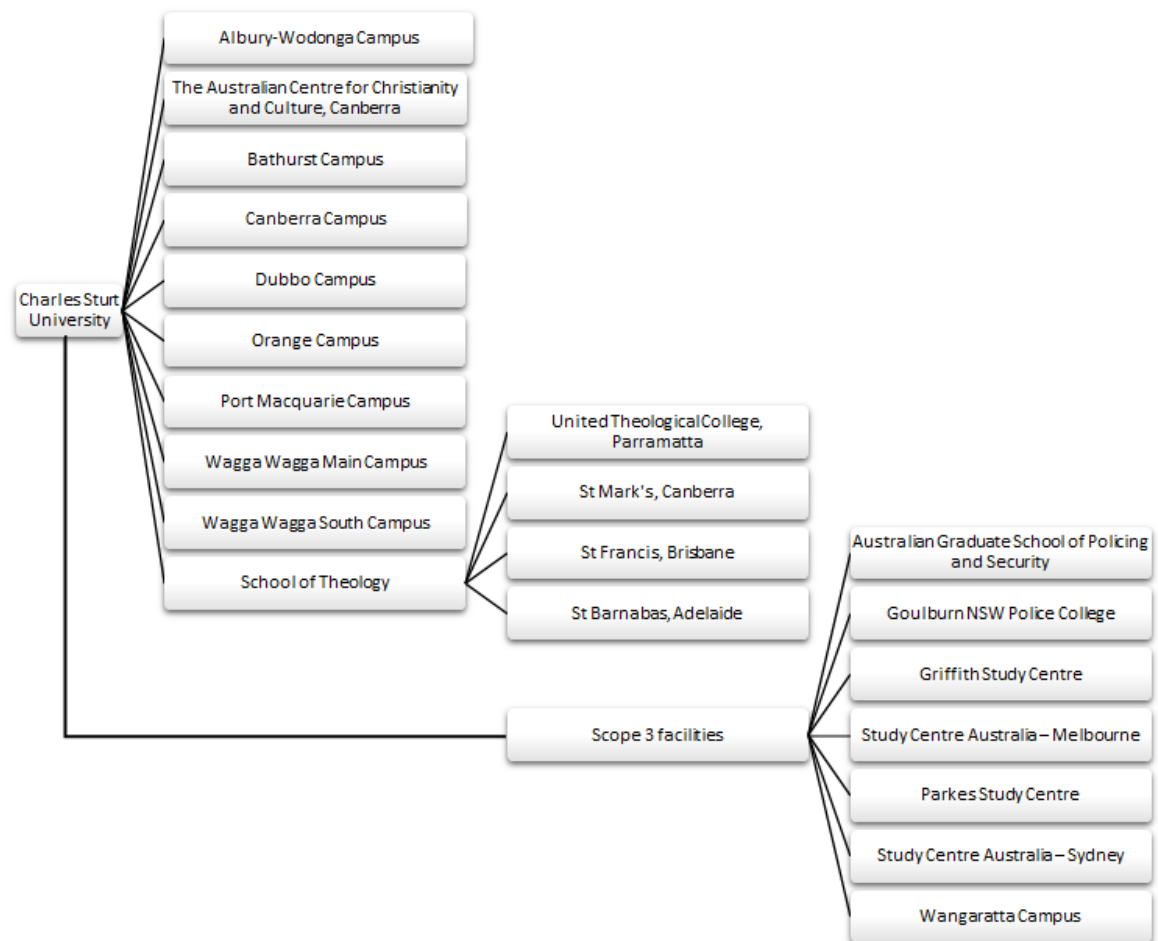 Albury-Wodonga Campus
The Australian Centre for Christianity
and Culture, Canberra
Bathurst Campus
Canberra Campus
Dubbo Campus
Charles Sturt
University
Orange Campus
Port Macquarie Campus
Wagga Wagga Main Campus
Wagga Wagga South Campus
School of Theology
United Theological College,
Parramatta
St Mark's, Canberra
St Francis, Brisbane
St Barnabas, Adelaide
Scope 3 facilities
Australian Graduate School of Policing
and Security
Goulburn NSW Police College
Griffith Study Centre
Study Centre Australia – Melbourne
Parkes Study Centre
Study Centre Australia – Sydney
Wangaratta Campus